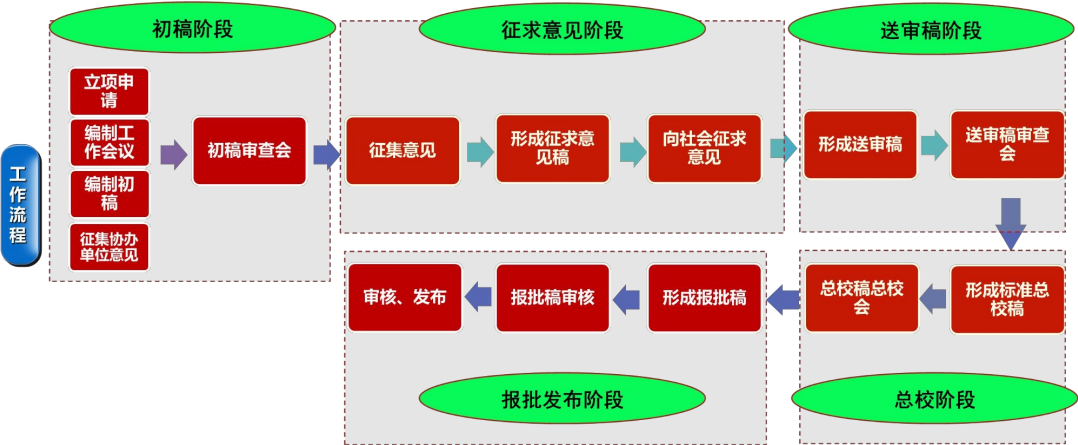 初稿阶段
征求意见阶段
送审稿阶段
工作流程
立项申
请
编制工
作会议
编制初
稿
征集协办
单位意见
初稿审查会
征集意见
形成征求意
见稿
向社会征求
意见
形成送审稿
送审稿审查
会
形成标准总
校稿
总校稿总校
会
形成报批稿
报批稿审核
审核、发布
报批发布阶段
总校阶段